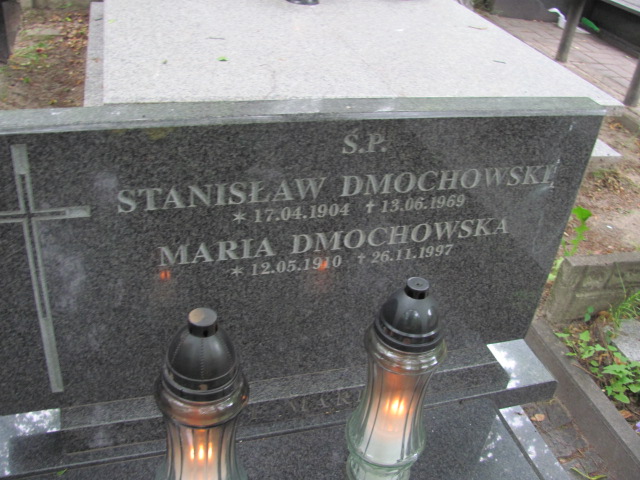 Ś.P.
STANISŁAW DMOCHOWSKI
* 17.04.1904 † 13.06.1969
MARIA DMOCHOWSKA
* 12.05.1910 † 26.11.1997